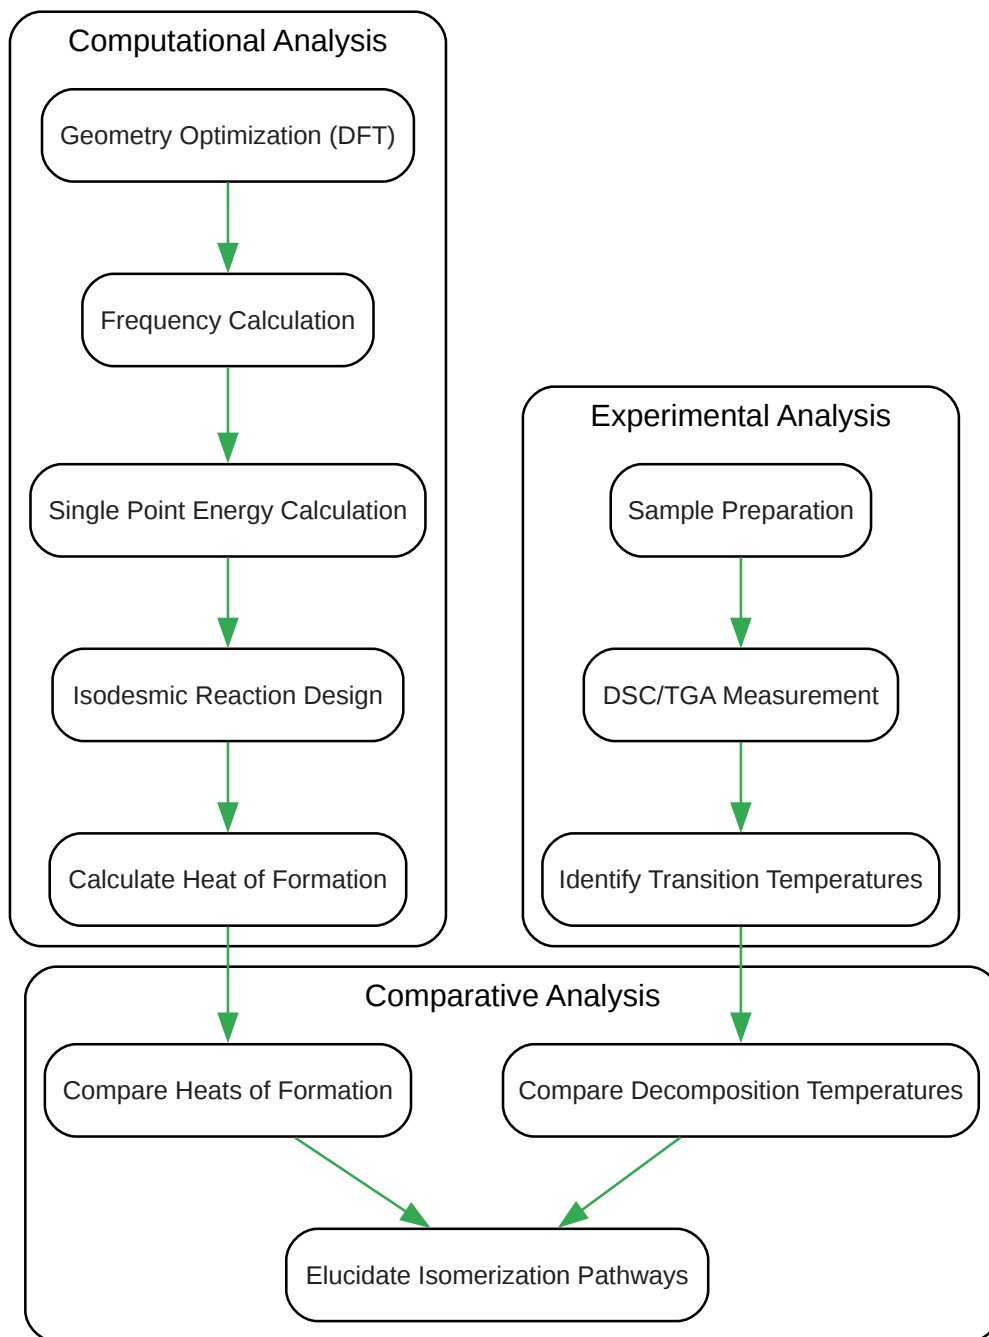 Computational Analysis
Geometry Optimization (DFT)
Frequency Calculation
Single Point Energy Calculation
Isodesmic Reaction Design
Calculate Heat of Formation
Experimental Analysis
Sample Preparation
DSC/TGA Measurement
Identify Transition Temperatures
Comparative Analysis
Compare Heats of Formation
Compare Decomposition Temperatures
Elucidate Isomerization Pathways